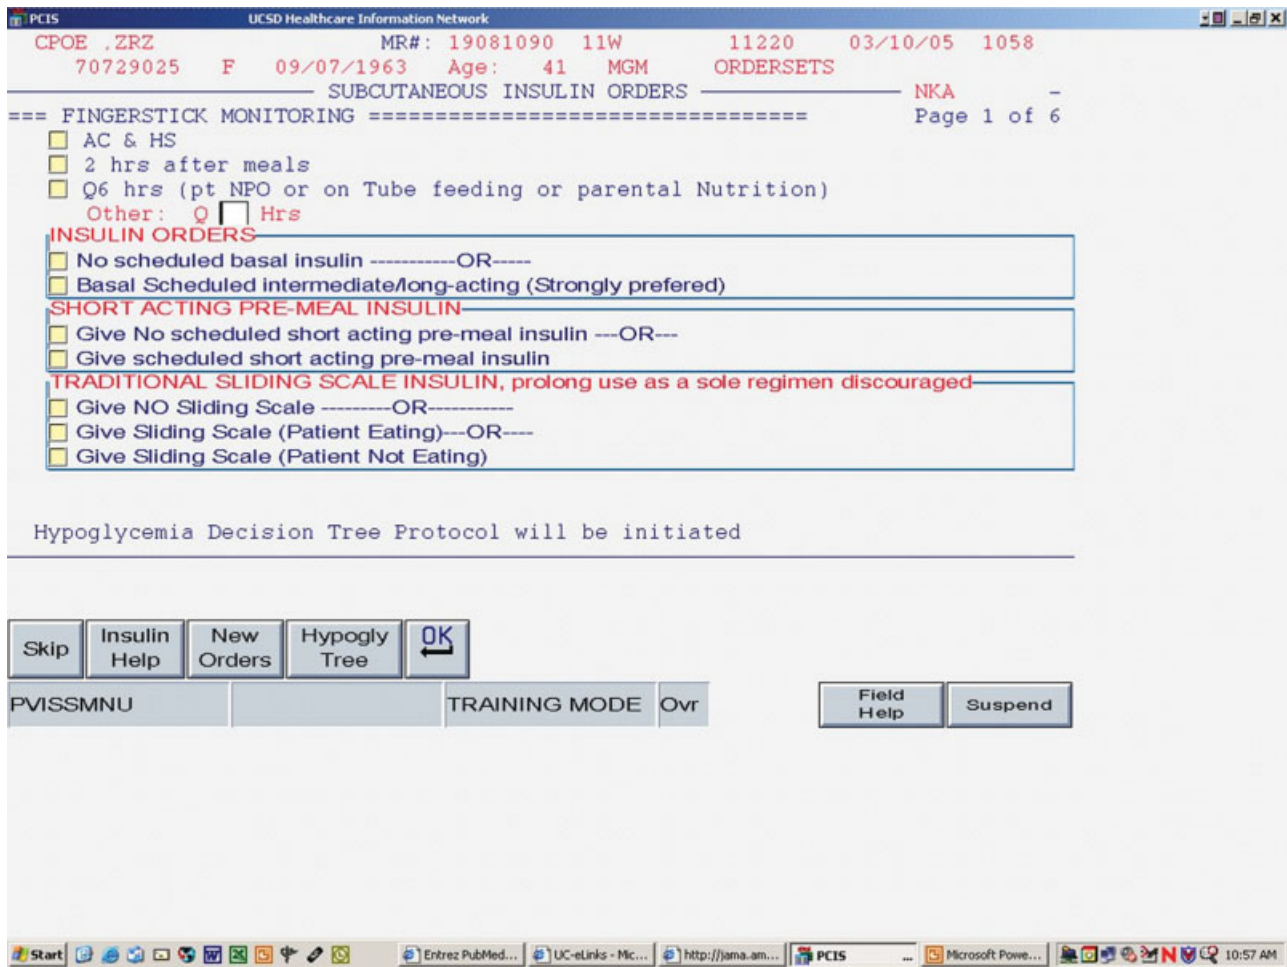 PCIS UCSD Healthcare Information Network
CPOE ,ZRZ MR#: 19081090 11W 11220 03/10/05 1058
70729025 F 09/07/1963 Age: 41 MGM ORDERSETS
SUBCUTANEOUS INSULIN ORDERS NKA -
=== FINGERSTICK MONITORING ================================= Page 1 of 6
AC & HS
2 hrs after meals
Q6 hrs (pt NPO or on Tube feeding or parental Nutrition)
Other: Q Hrs
INSULIN ORDERS
No scheduled basal insulin -----------OR-----
Basal Scheduled intermediate/long-acting (Strongly prefered)
SHORT ACTING PRE-MEAL INSULIN
Give No scheduled short acting pre-meal insulin ---OR---
Give scheduled short acting pre-meal insulin
TRADITIONAL SLIDING SCALE INSULIN, prolong use as a sole regimen discouraged
Give NO Sliding Scale ---------OR-----------
Give Sliding Scale (Patient Eating)---OR----
Give Sliding Scale (Patient Not Eating)
Hypoglycemia Decision Tree Protocol will be initiated
Skip Insulin Help New Orders Hypogly Tree OK
PVISSMNU TRAINING MODE Ovr Field Help Suspend
Start Entrez PubMed... UC-eLinks - Mic... http://jama.am... PCIS ... Microsoft Powe... 10:57 AM